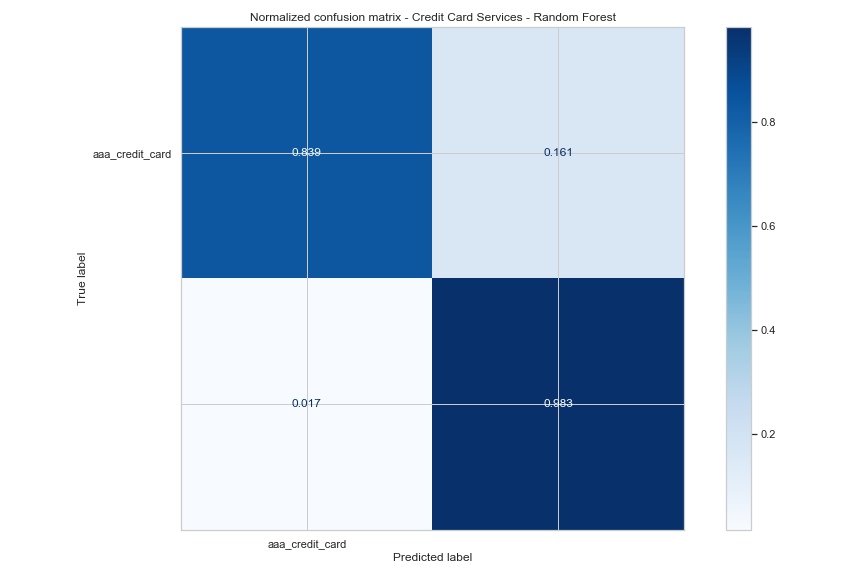 Normalized confusion matrix - Credit Card Services - Random Forest
aaa_credit_card
0.839
0.161
0.017
0.983
True label
aaa_credit_card
Predicted label
0.8
0.6
0.4
0.2